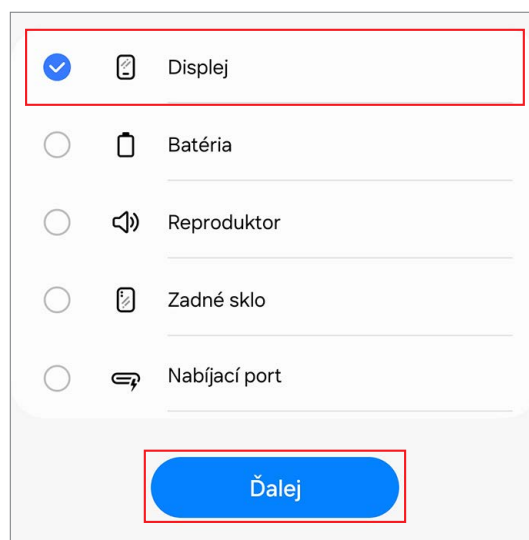 Displej
Batéria
Reproduktor
Zadné sklo
Nabíjací port
Ďalej